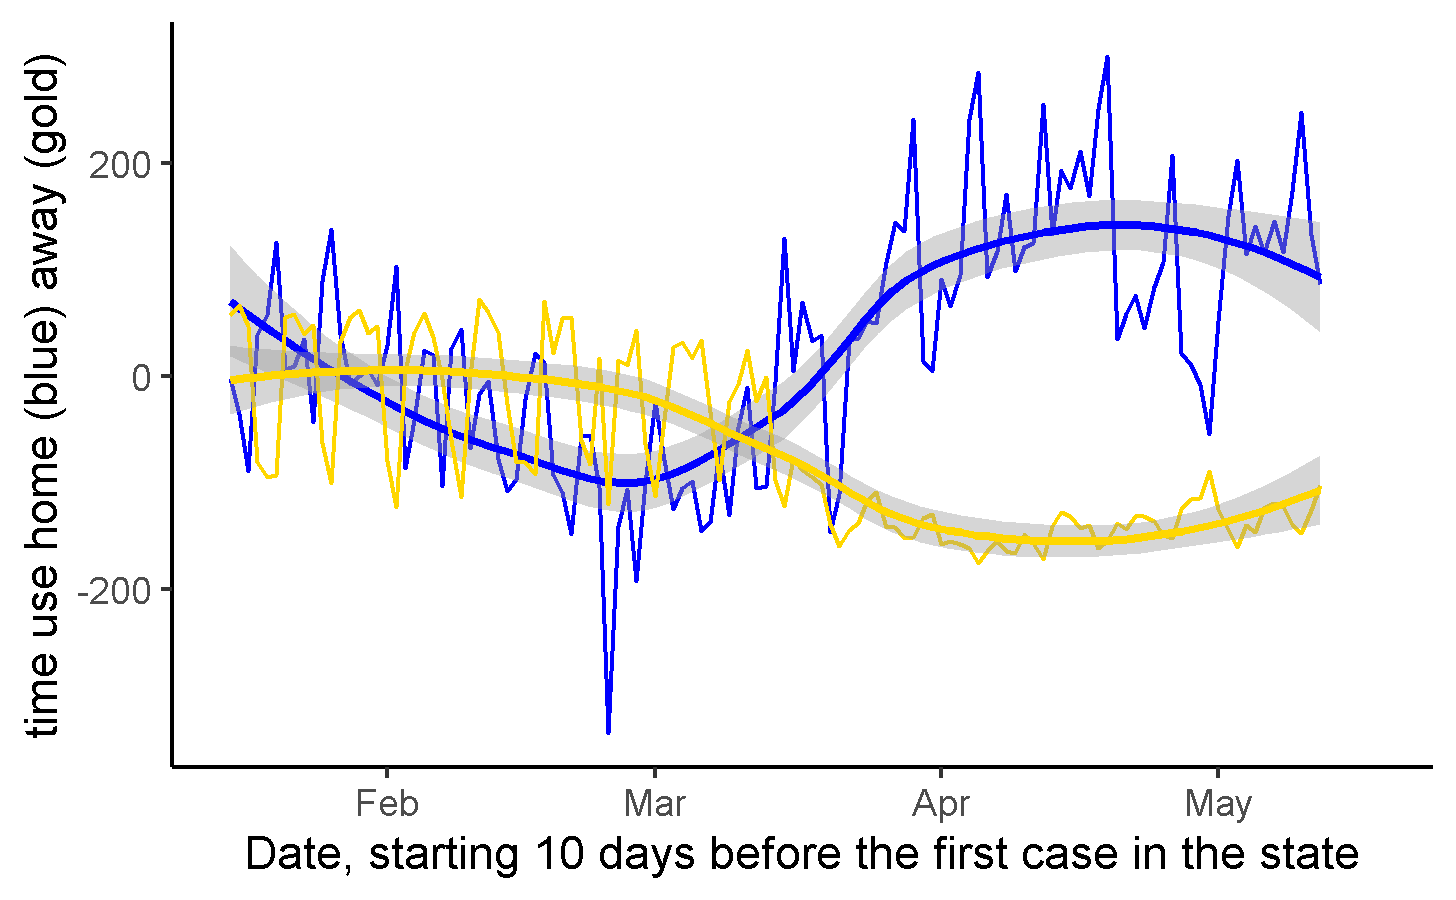 time use home (blue) away (gold)
200
0
-200
Feb
Mar
Apr
May
Date, starting 10 days before the first case in the state